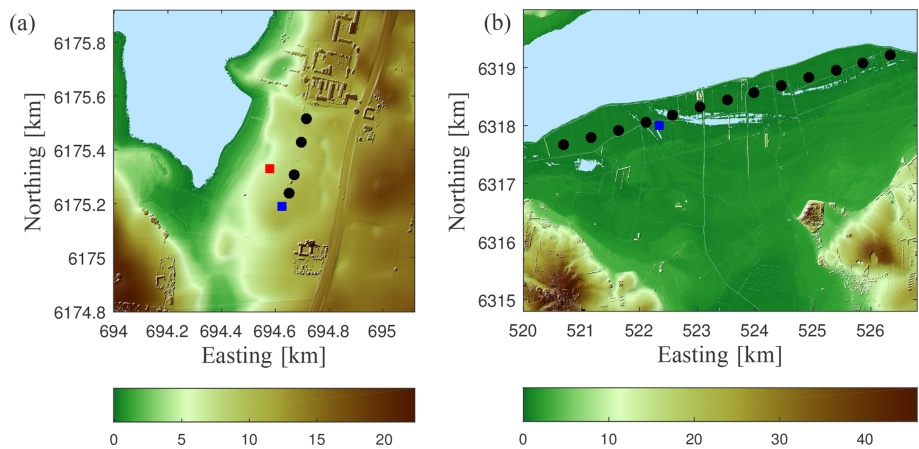 (a)
6175.8
6175.6
6175.4
6175.2
6175
6174.8
Northing [km]
694 694.2 694.4 694.6 694.8 695
Easting [km]
0 5 10 15 20
(b)
6319
6318
6317
6316
6315
Northing [km]
520 521 522 523 524 525 526
Easting [km]
0 10 20 30 40